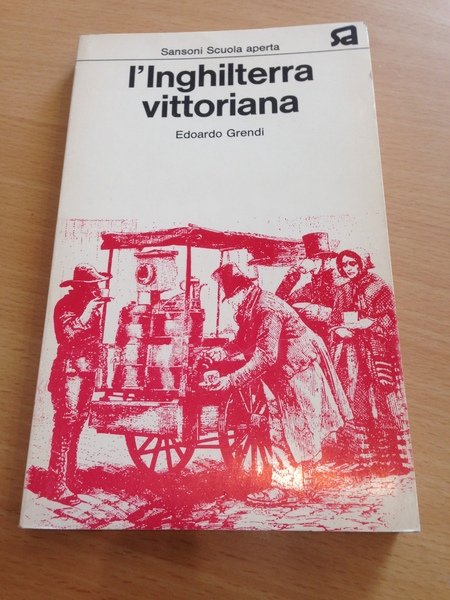 Sansoni Scuola aperta
sa
l'Inghilterra
vittoriana
Edoardo Grendi